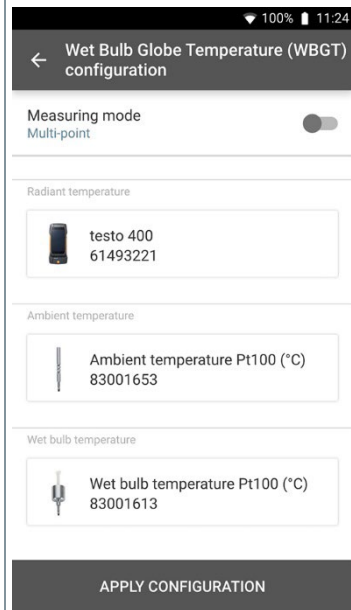 100% 11:24
Wet Bulb Globe Temperature (WBGT)
configuration
Measuring mode
Multi-point
Radiant temperature
testo 400
61493221
Ambient temperature
Ambient temperature Pt100 (°C)
83001653
Wet bulb temperature
Wet bulb temperature Pt100 (°C)
83001613
APPLY CONFIGURATION